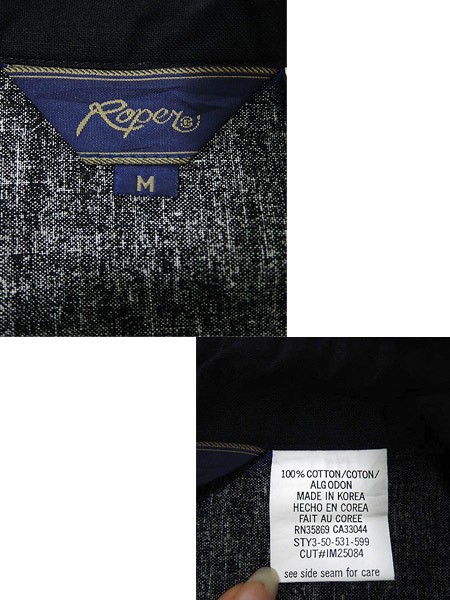 Roper®
M
100% COTTON/COTON/
ALGODON
MADE IN KOREA
HECHO EN COREA
FAIT AU COREE
RN35869 CA33044
STY3-50-531-599
CUT#IM25084
see side seam for care